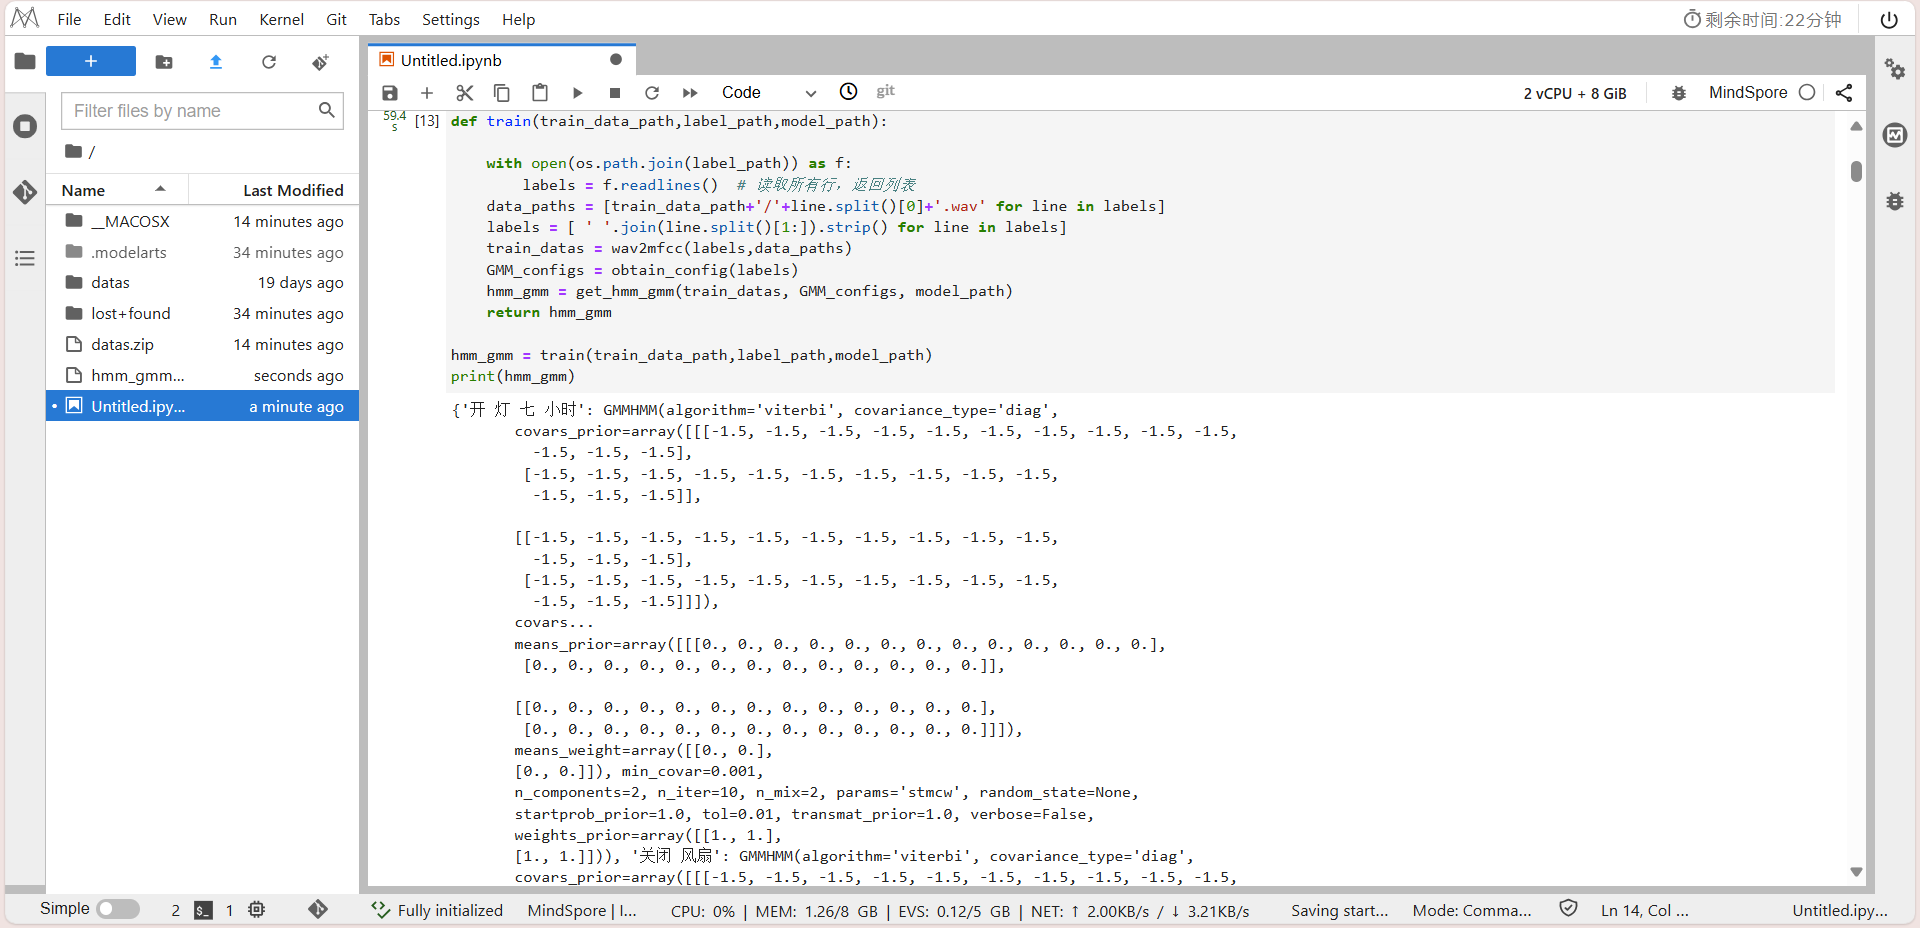 File Edit View Run Kernel Git Tabs Settings Help
剩余时间:22分钟
+
Filter files by name
/
Name Last Modified
__MACOSX 14 minutes ago
.modelarts 34 minutes ago
datas 19 days ago
lost+found 34 minutes ago
datas.zip 14 minutes ago
hmm_gmm... seconds ago
Untitled.ipy... a minute ago
Untitled.ipynb
Code git 2 vCPU + 8 GiB MindSpore
59.4 s
[13] def train(train_data_path,label_path,model_path):
with open(os.path.join(label_path)) as f:
labels = f.readlines() # 读取所有行，返回列表
data_paths = [train_data_path+'/'+line.split()[0]+'.wav' for line in labels]
labels = [ ' '.join(line.split()[1:]).strip() for line in labels]
train_datas = wav2mfcc(labels,data_paths)
GMM_configs = obtain_config(labels)
hmm_gmm = get_hmm_gmm(train_datas, GMM_configs, model_path)
return hmm_gmm
hmm_gmm = train(train_data_path,label_path,model_path)
print(hmm_gmm)
{'开 灯 七 小时': GMMHMM(algorithm='viterbi', covariance_type='diag',
covars_prior=array([[[-1.5, -1.5, -1.5, -1.5, -1.5, -1.5, -1.5, -1.5, -1.5, -1.5,
-1.5, -1.5, -1.5],
[-1.5, -1.5, -1.5, -1.5, -1.5, -1.5, -1.5, -1.5, -1.5, -1.5,
-1.5, -1.5, -1.5]],
[[-1.5, -1.5, -1.5, -1.5, -1.5, -1.5, -1.5, -1.5, -1.5, -1.5,
-1.5, -1.5, -1.5],
[-1.5, -1.5, -1.5, -1.5, -1.5, -1.5, -1.5, -1.5, -1.5, -1.5,
-1.5, -1.5, -1.5]]]),
covars...
means_prior=array([[[0., 0., 0., 0., 0., 0., 0., 0., 0., 0., 0., 0., 0.],
[0., 0., 0., 0., 0., 0., 0., 0., 0., 0., 0., 0., 0.]],
[[0., 0., 0., 0., 0., 0., 0., 0., 0., 0., 0., 0., 0.],
[0., 0., 0., 0., 0., 0., 0., 0., 0., 0., 0., 0., 0.]]]),
means_weight=array([[0., 0.],
[0., 0.]]), min_covar=0.001,
n_components=2, n_iter=10, n_mix=2, params='stmcw', random_state=None,
startprob_prior=1.0, tol=0.01, transmat_prior=1.0, verbose=False,
weights_prior=array([[1., 1.],
[1., 1.]])), '关闭 风扇': GMMHMM(algorithm='viterbi', covariance_type='diag',
covars_prior=array([[[-1.5, -1.5, -1.5, -1.5, -1.5, -1.5, -1.5, -1.5, -1.5, -1.5,
Simple 2 $_ 1 Fully initialized MindSpore | I... CPU: 0% | MEM: 1.26/8 GB | EVS: 0.12/5 GB | NET: ↑ 2.00KB/s / ↓ 3.21KB/s Saving start... Mode: Comma... Ln 14, Col ... Untitled.ipy...